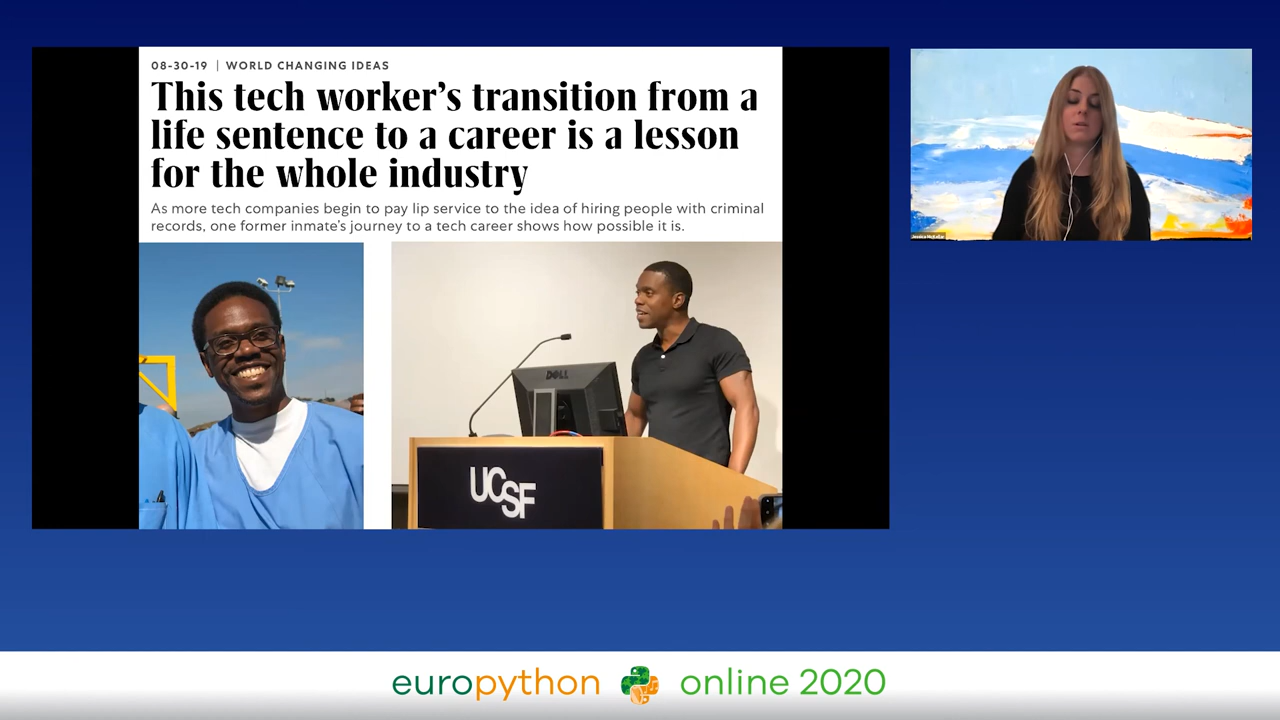 08-30-19 | WORLD CHANGING IDEAS
This tech worker’s transition from a
life sentence to a career is a lesson
for the whole industry
As more tech companies begin to pay lip service to the idea of hiring people with criminal
records, one former inmate’s journey to a tech career shows how possible it is.
DELL
UCSF
Jessica McKellar
europython online 2020